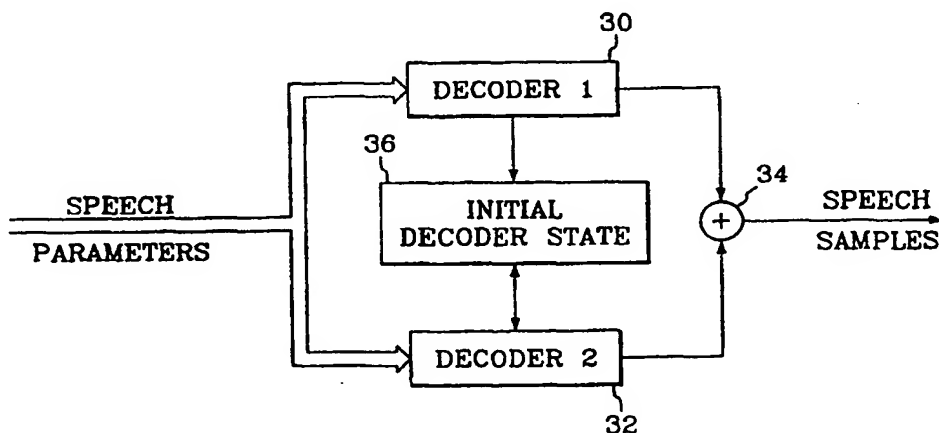 30
DECODER 1
36
INITIAL
DECODER STATE
34
+
SPEECH
PARAMETERS
SPEECH
SAMPLES
DECODER 2
32